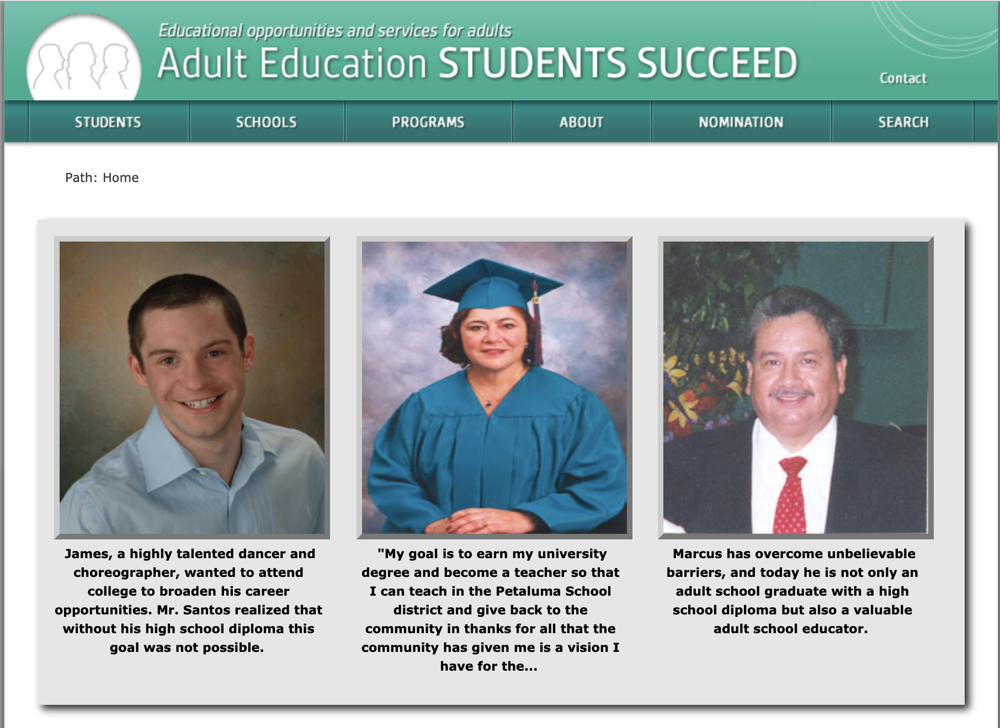 Educational opportunities and services for adults
Adult Education STUDENTS SUCCEED
Contact
STUDENTS SCHOOLS PROGRAMS ABOUT NOMINATION SEARCH
Path: Home
James, a highly talented dancer and
choreographer, wanted to attend
college to broaden his career
opportunities. Mr. Santos realized that
without his high school diploma this
goal was not possible.
"My goal is to earn my university
degree and become a teacher so that
I can teach in the Petaluma School
district and give back to the
community in thanks for all that the
community has given me is a vision I
have for the...
Marcus has overcome unbelievable
barriers, and today he is not only an
adult school graduate with a high
school diploma but also a valuable
adult school educator.